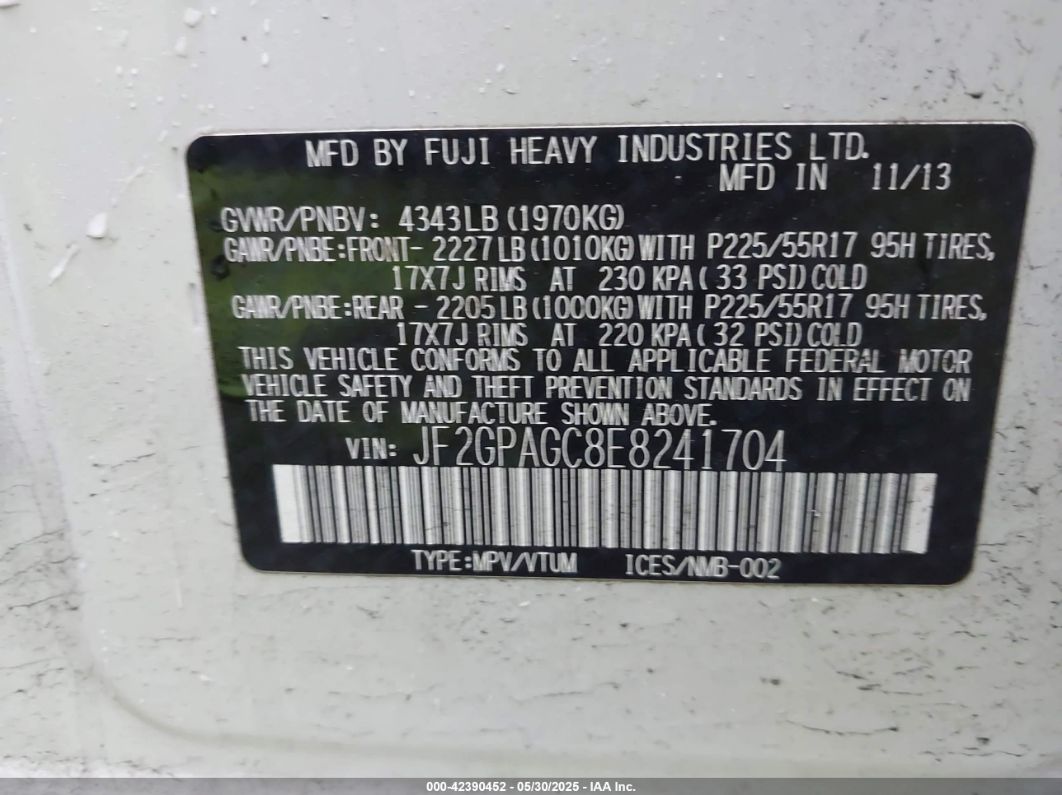 MFD BY FUJI HEAVY INDUSTRIES LTD.
MFD IN 11/13
GVWR/PNBV: 4343LB (1970KG)
GAWR/PNBE:FRONT- 2227LB(1010KG)WITH P225/55R17 95H TIRES,
17X7J RIMS AT 230 KPA( 33 PSI)COLD
GAWR/PNBE:REAR - 2205LB(1000KG)WITH P225/55R17 95H TIRES,
17X7J RIMS AT 220 KPA( 32 PSI)COLD
THIS VEHICLE CONFORMS TO ALL APPLICABLE FEDERAL MOTOR
VEHICLE SAFETY AND THEFT PREVENTION STANDARDS IN EFFECT ON
THE DATE OF MANUFACTURE SHOWN ABOVE.
VIN: JF2GPAGC8E8241704
TYPE:MPV/VTUM ICES/NMB-002
000-42390452 - 05/30/2025 - IAA Inc.